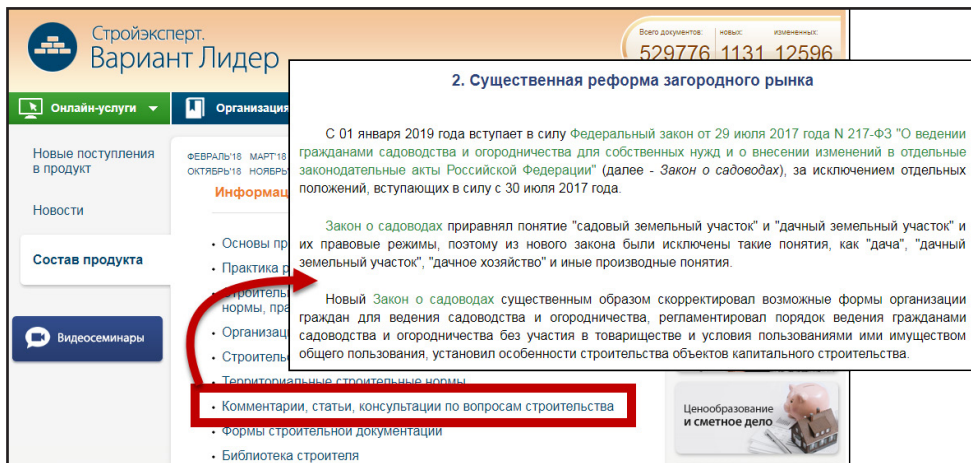 Стройэксперт.
Вариант Лидер
Всего документов: новых: измененных:
529776 1131 12596
Онлайн-услуги
Организация
Новые поступления
в продукт
Новости
Состав продукта
Видеосеминары
ФЕВРАЛЬ'18 МАРТ'18
ОКТЯБРЬ'18 НОЯБРЬ'
Информац
• Основы пр
• Практика р
• Строитель
нормы, пра
• Организац
• Строитель
• Территориальные строительные нормы
• Комментарии, статьи, консультации по вопросам строительства
• Формы строительной документации
• Библиотека строителя
2. Существенная реформа загородного рынка
С 01 января 2019 года вступает в силу Федеральный закон от 29 июля 2017 года N 217-ФЗ "О ведении
гражданами садоводства и огородничества для собственных нужд и о внесении изменений в отдельные
законодательные акты Российской Федерации" (далее - Закон о садоводах), за исключением отдельных
положений, вступающих в силу с 30 июля 2017 года.
Закон о садоводах приравнял понятие "садовый земельный участок" и "дачный земельный участок" и
их правовые режимы, поэтому из нового закона были исключены такие понятия, как "дача", "дачный
земельный участок", "дачное хозяйство" и иные производные понятия.
Новый Закон о садоводах существенным образом скорректировал возможные формы организации
граждан для ведения садоводства и огородничества, регламентировал порядок ведения гражданами
садоводства и огородничества без участия в товариществе и условия пользованиями ими имуществом
общего пользования, установил особенности строительства объектов капитального строительства.
Ценообразование
и сметное дело